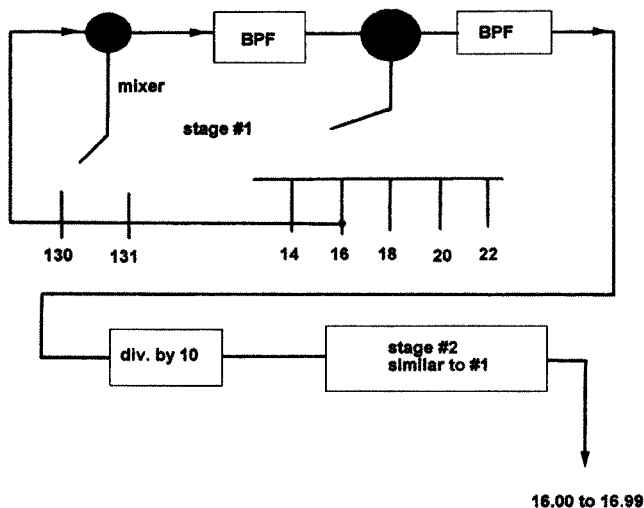 BPF
BPF
mixer
stage #1
130
131
14
16
18
20
22
div. by 10
stage #2
similar to #1
16.00 to 16.99